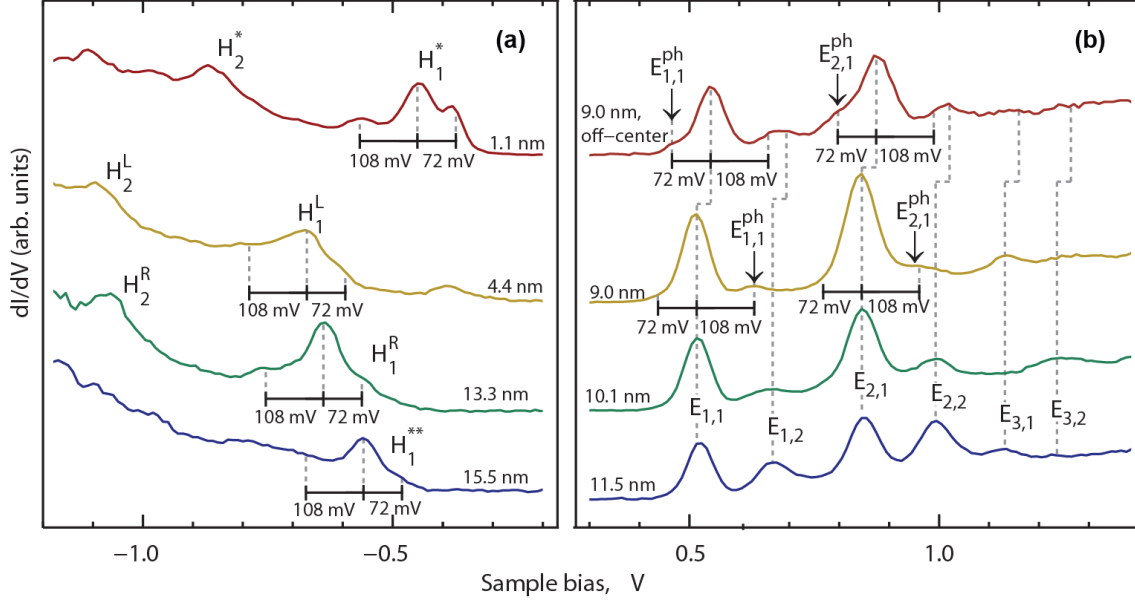 (a)
H2*
H1*
108 mV
72 mV
1.1 nm
H2L
H1L
108 mV
72 mV
4.4 nm
H2R
H1R
108 mV
72 mV
13.3 nm
H1**
108 mV
72 mV
15.5 nm
dI/dV (arb. units)
−1.0
−0.5
(b)
E1,1ph
E2,1ph
9.0 nm,
off−center
72 mV
108 mV
72 mV
108 mV
E1,1ph
E2,1ph
9.0 nm
72 mV
108 mV
72 mV
108 mV
10.1 nm
E1,1
E1,2
E2,1
E2,2
E3,1
E3,2
11.5 nm
0.5
1.0
Sample bias, V